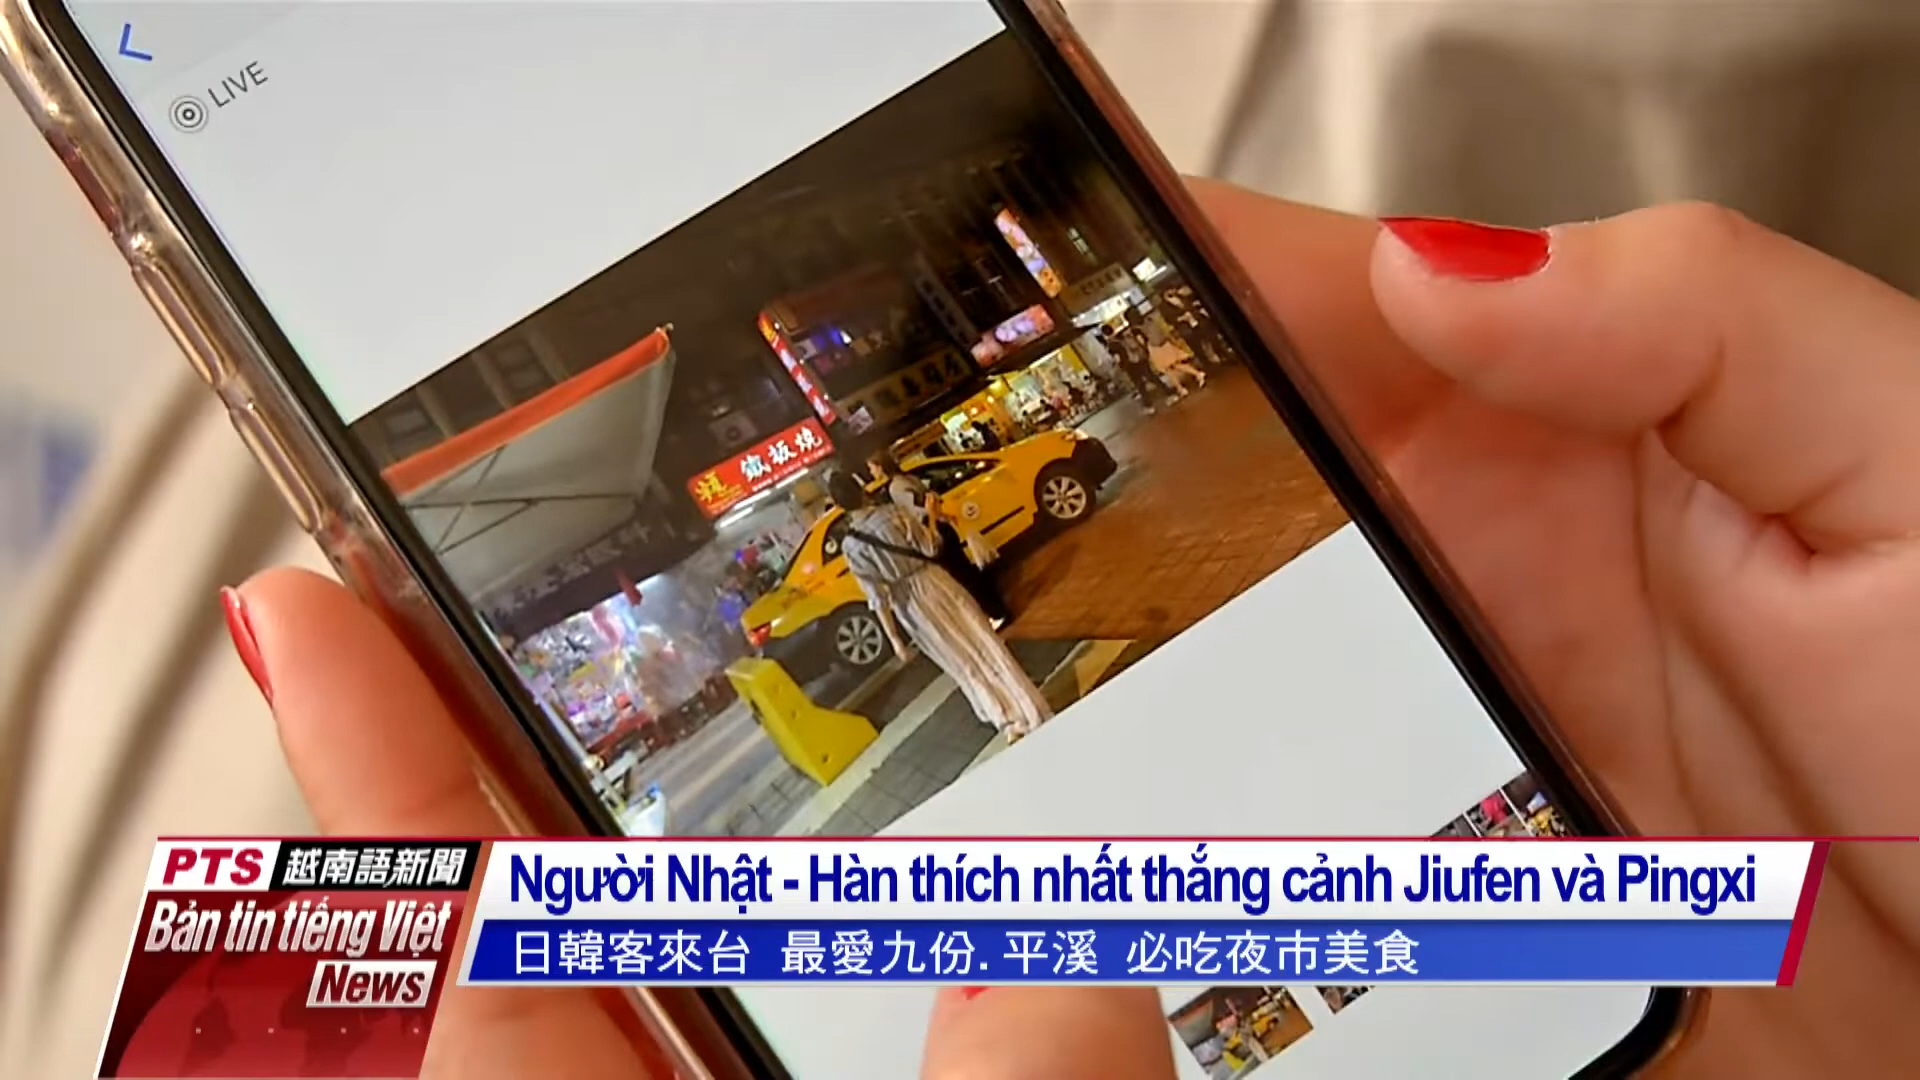 LIVE
鐵板燒
PTS 越南語新聞
Bản tin tiếng Việt
News
Người Nhật - Hàn thích nhất thắng cảnh Jiufen và Pingxi
日韓客來台 最愛九份.平溪 必吃夜市美食